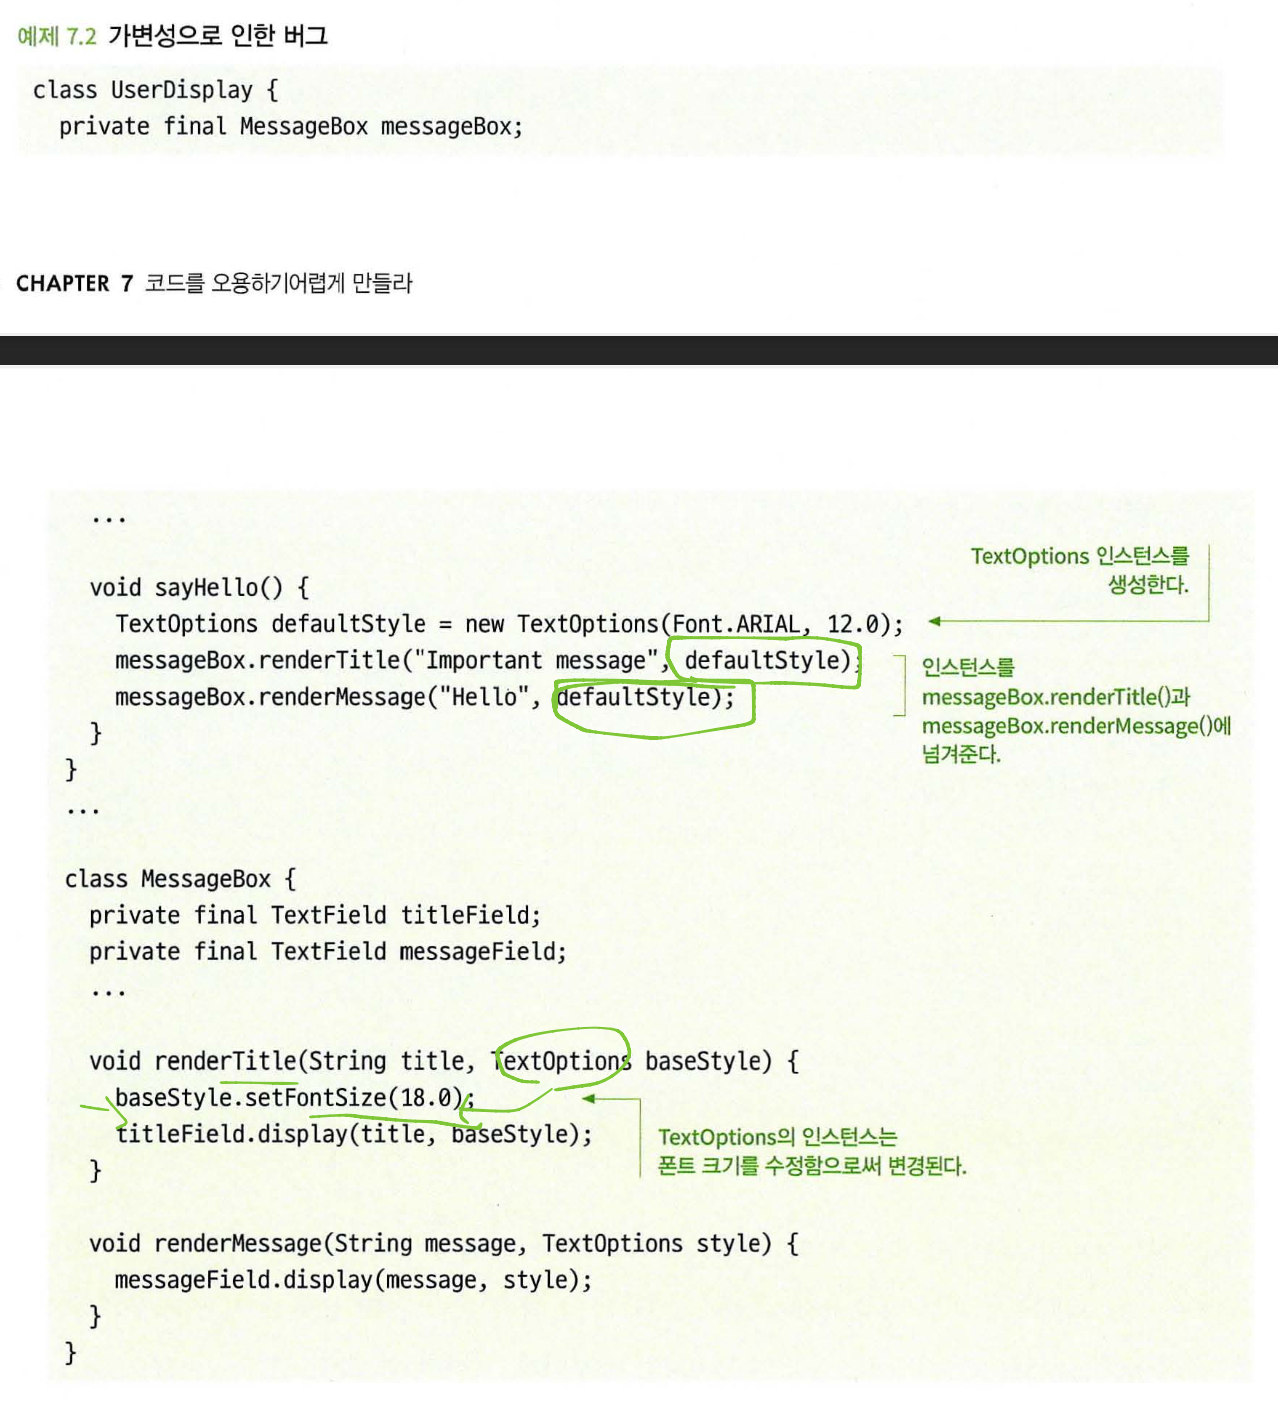 예제 7.2 가변성으로 인한 버그
class UserDisplay {
private final MessageBox messageBox;
CHAPTER 7 코드를 오용하기어렵게 만들라
...
TextOptions 인스턴스를
생성한다.
void sayHello() {
TextOptions defaultStyle = new TextOptions(Font.ARIAL, 12.0);
messageBox.renderTitle("Important message", defaultStyle);
messageBox.renderMessage("Hello", defaultStyle);
}
}
인스턴스를
messageBox.renderTitle()과
messageBox.renderMessage()에
넘겨준다.
...
class MessageBox {
private final TextField titleField;
private final TextField messageField;
...
void renderTitle(String title, TextOptions baseStyle) {
baseStyle.setFontSize(18.0);
titleField.display(title, baseStyle);
}
TextOptions의 인스턴스는
폰트 크기를 수정함으로써 변경된다.
void renderMessage(String message, TextOptions style) {
messageField.display(message, style);
}
}